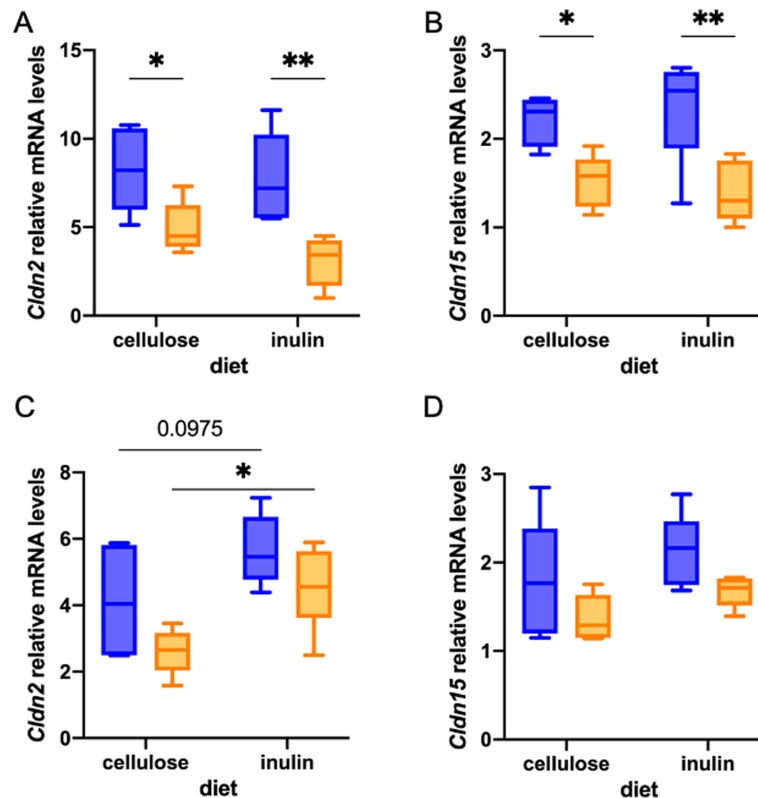 A
Cldn2 relative mRNA levels
15
10
5
0
*
**
cellulose
inulin
diet
B
Cldn15 relative mRNA levels
3
2
1
0
*
**
cellulose
inulin
diet
C
Cldn2 relative mRNA levels
8
6
4
2
0
0.0975
*
cellulose
inulin
diet
D
Cldn15 relative mRNA levels
3
2
1
0
cellulose
inulin
diet